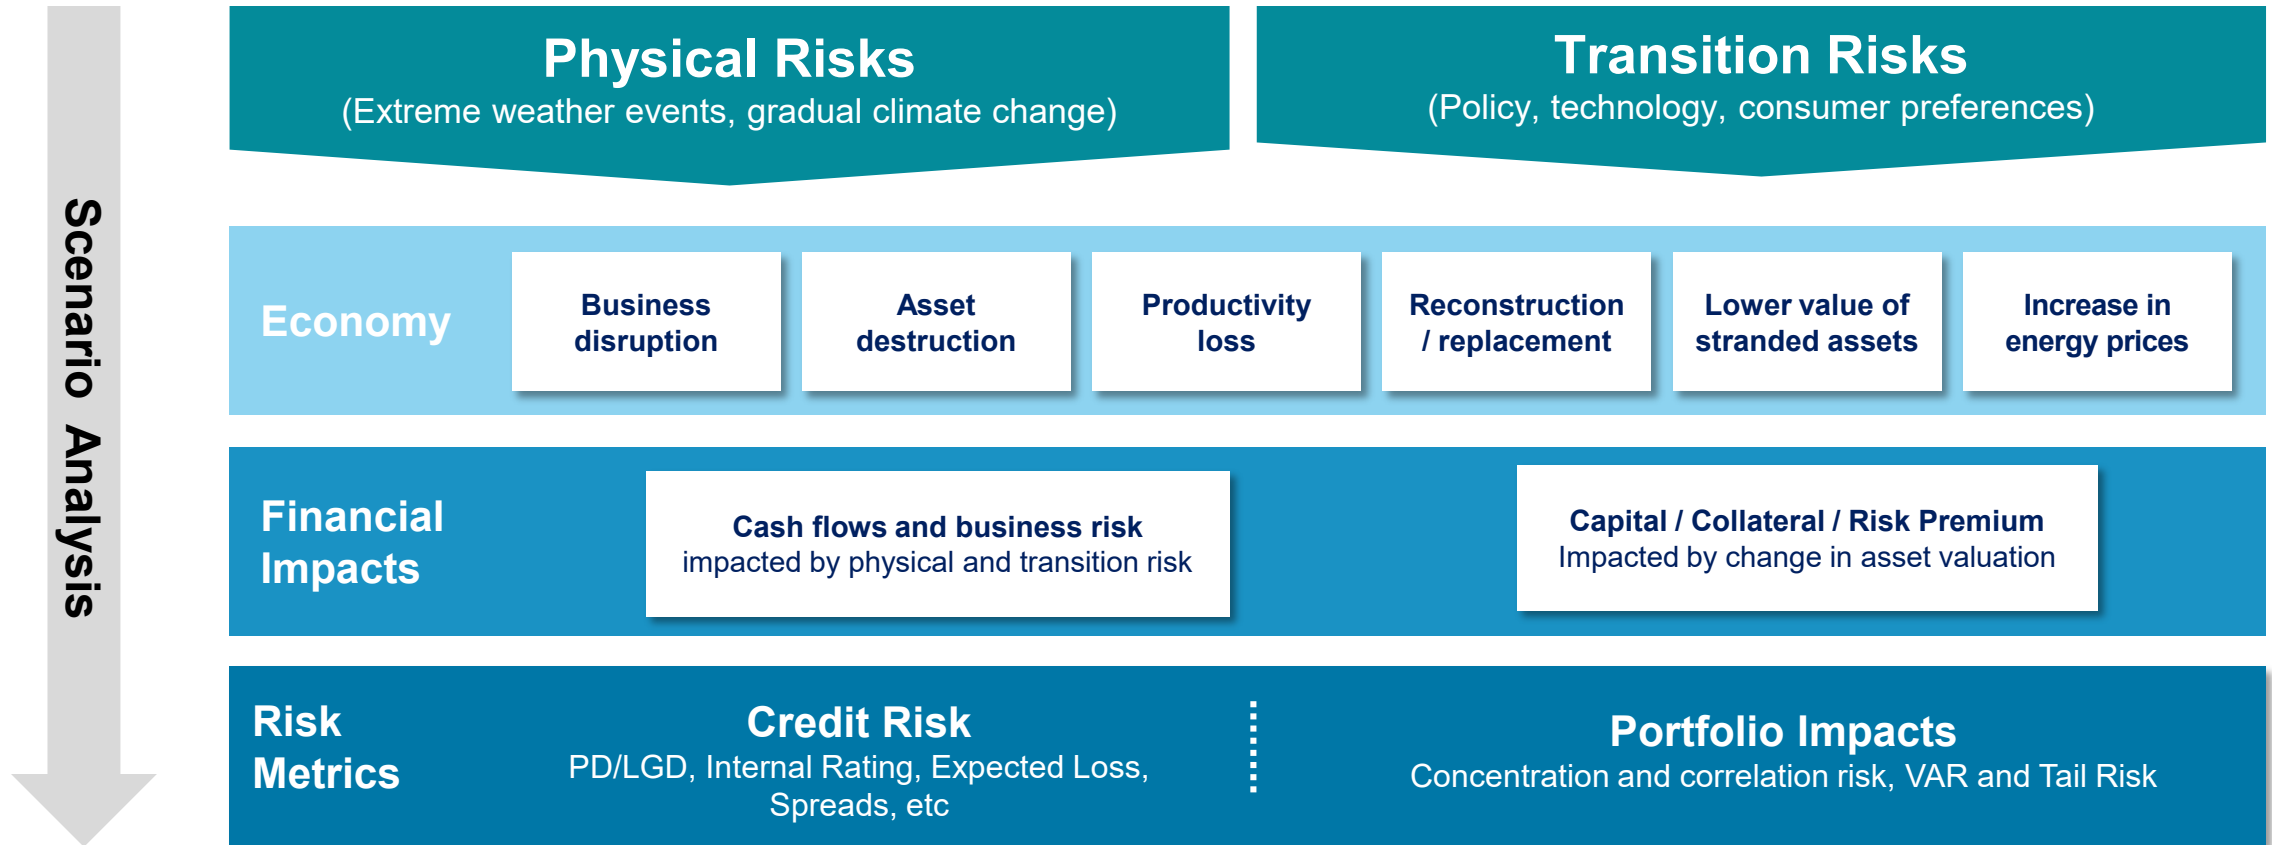 Scenario Analysis
Physical Risks
(Extreme weather events, gradual climate change)
Transition Risks
(Policy, technology, consumer preferences)
Economy
Business
disruption
Asset
destruction
Productivity
loss
Reconstruction
/ replacement
Lower value of
stranded assets
Increase in
energy prices
Financial
Impacts
Cash flows and business risk
impacted by physical and transition risk
Capital / Collateral / Risk Premium
Impacted by change in asset valuation
Risk
Metrics
Credit Risk
PD/LGD, Internal Rating, Expected Loss,
Spreads, etc
Portfolio Impacts
Concentration and correlation risk, VAR and Tail Risk